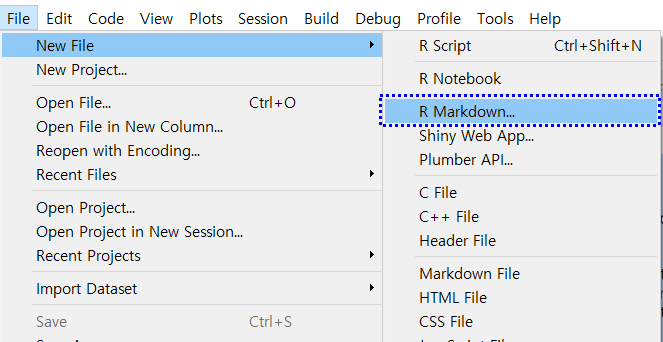 File Edit Code View Plots Session Build Debug Profile Tools Help
New File
New Project...
Open File... Ctrl+O
Open File in New Column...
Reopen with Encoding...
Recent Files
Open Project...
Open Project in New Session...
Recent Projects
Import Dataset
Save Ctrl+S
R Script Ctrl+Shift+N
R Notebook
R Markdown...
Shiny Web App...
Plumber API...
C File
C++ File
Header File
Markdown File
HTML File
CSS File